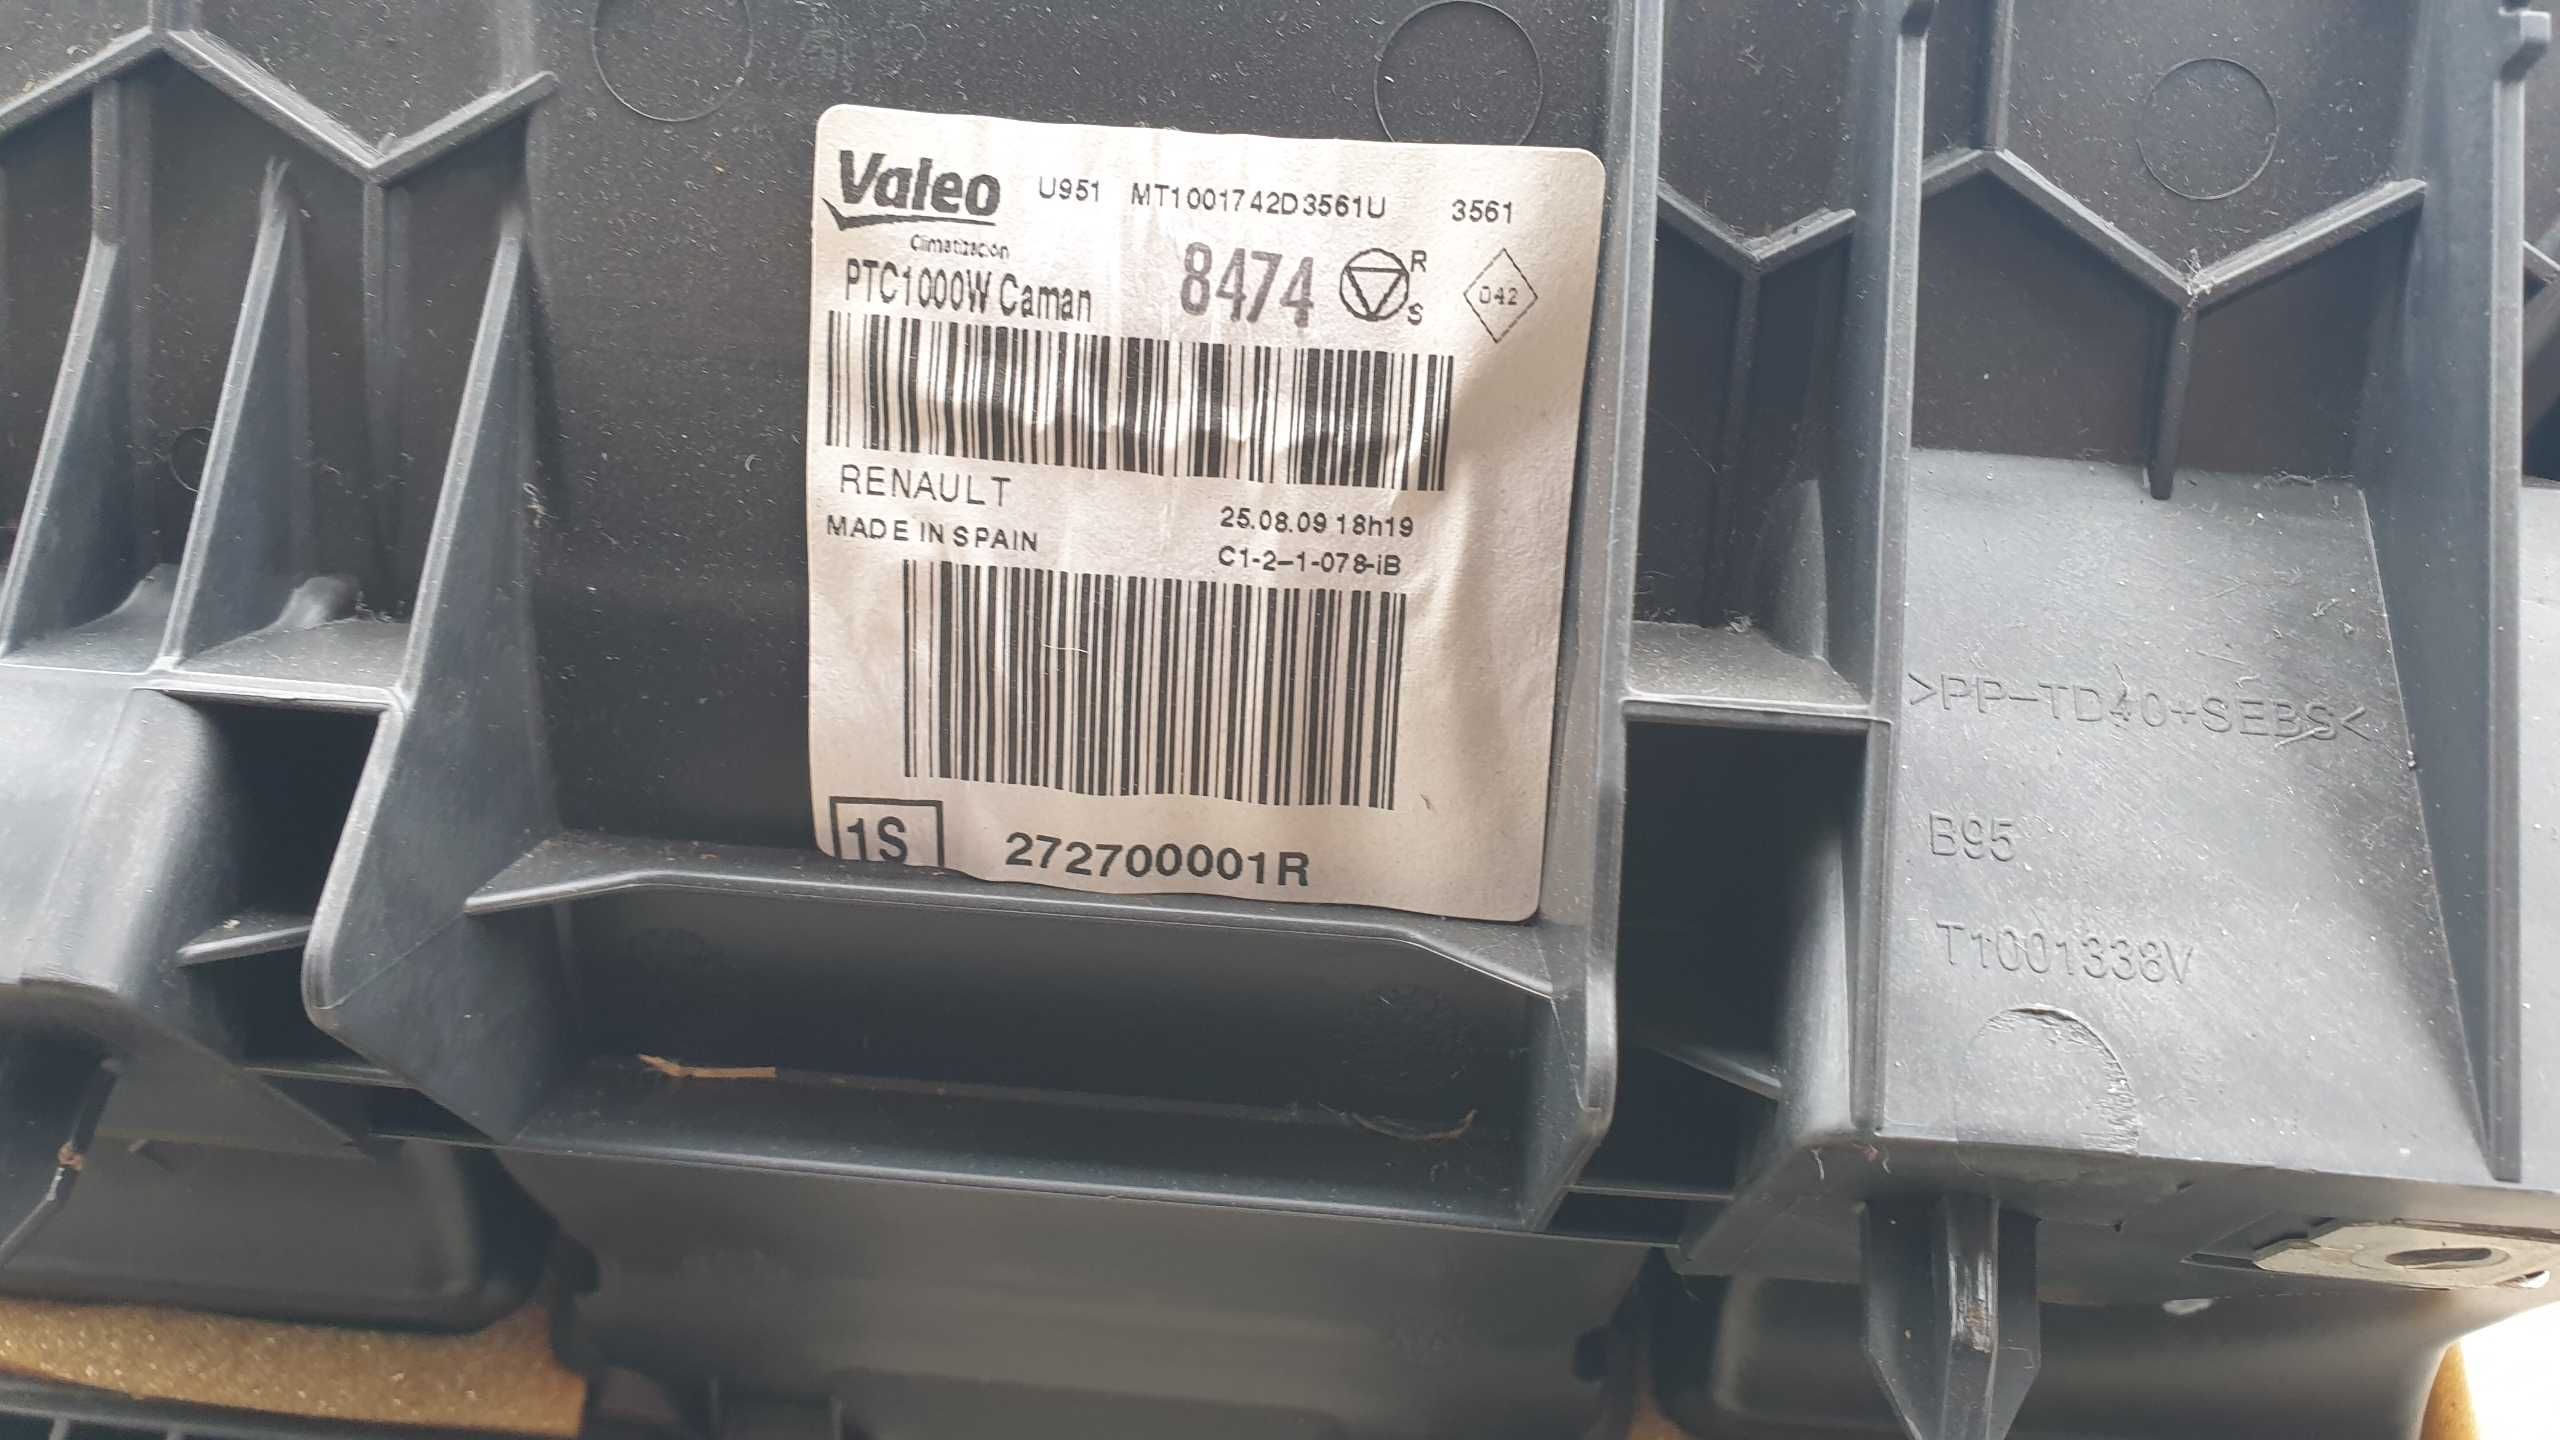 Valeo U951 MT1001742D3561U 3561
Climatización
PTC1000W Caman 8474 R S 042
RENAULT
MADE IN SPAIN 25.08.09 18h19
C1-2-1-078-iB
1S 272700001R
>PP-TD40+SEBS<
B95
T1001338V